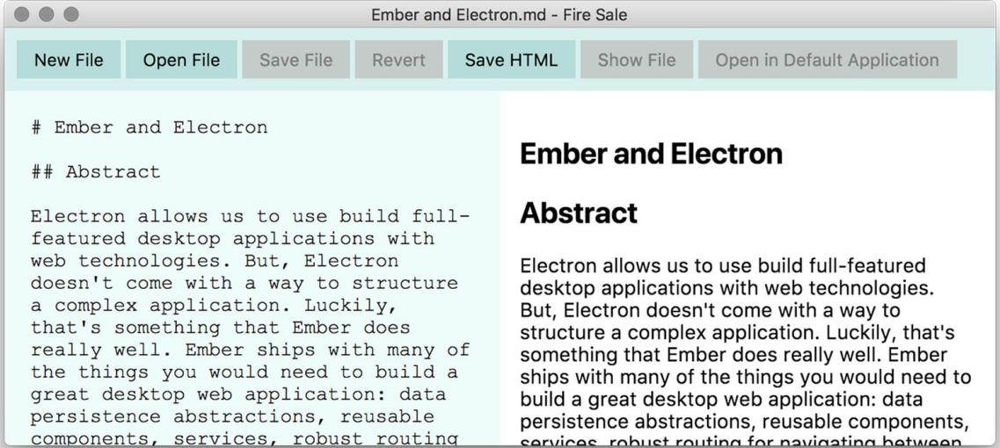 Ember and Electron.md - Fire Sale
New File
Open File
Save File
Revert
Save HTML
Show File
Open in Default Application
# Ember and Electron
## Abstract
Electron allows us to use build full-
featured desktop applications with
web technologies. But, Electron
doesn't come with a way to structure
a complex application. Luckily,
that's something that Ember does
really well. Ember ships with many of
the things you would need to build a
great desktop web application: data
persistence abstractions, reusable
components, services, robust routing
Ember and Electron
Abstract
Electron allows us to use build full-featured
desktop applications with web technologies.
But, Electron doesn't come with a way to
structure a complex application. Luckily, that's
something that Ember does really well. Ember
ships with many of the things you would need to
build a great desktop web application: data
persistence abstractions, reusable components,
services, robust routing for navigating between